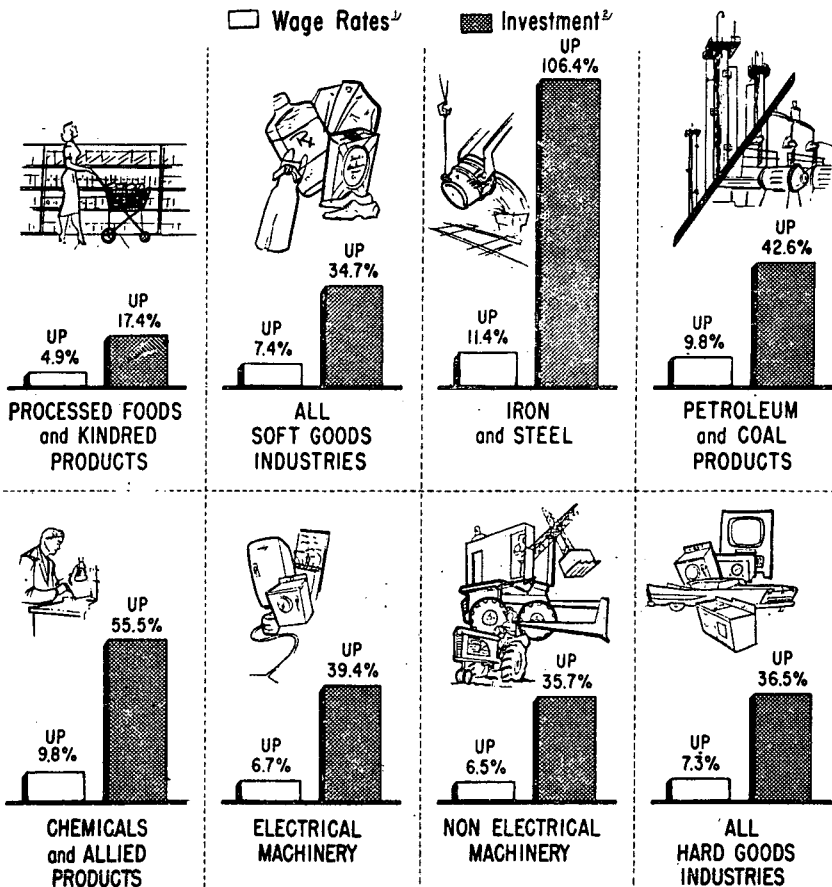 Wage Rates 1/ Investment 2/
UP
4.9%
UP
17.4%
PROCESSED FOODS
and KINDRED
PRODUCTS
UP
7.4%
UP
34.7%
ALL
SOFT GOODS
INDUSTRIES
UP
11.4%
UP
106.4%
IRON
and STEEL
UP
9.8%
UP
42.6%
PETROLEUM
and COAL
PRODUCTS
UP
9.8%
UP
55.5%
CHEMICALS
and ALLIED
PRODUCTS
UP
6.7%
UP
39.4%
ELECTRICAL
MACHINERY
UP
6.5%
UP
35.7%
NON ELECTRICAL
MACHINERY
UP
7.3%
UP
36.5%
ALL
HARD GOODS
INDUSTRIES